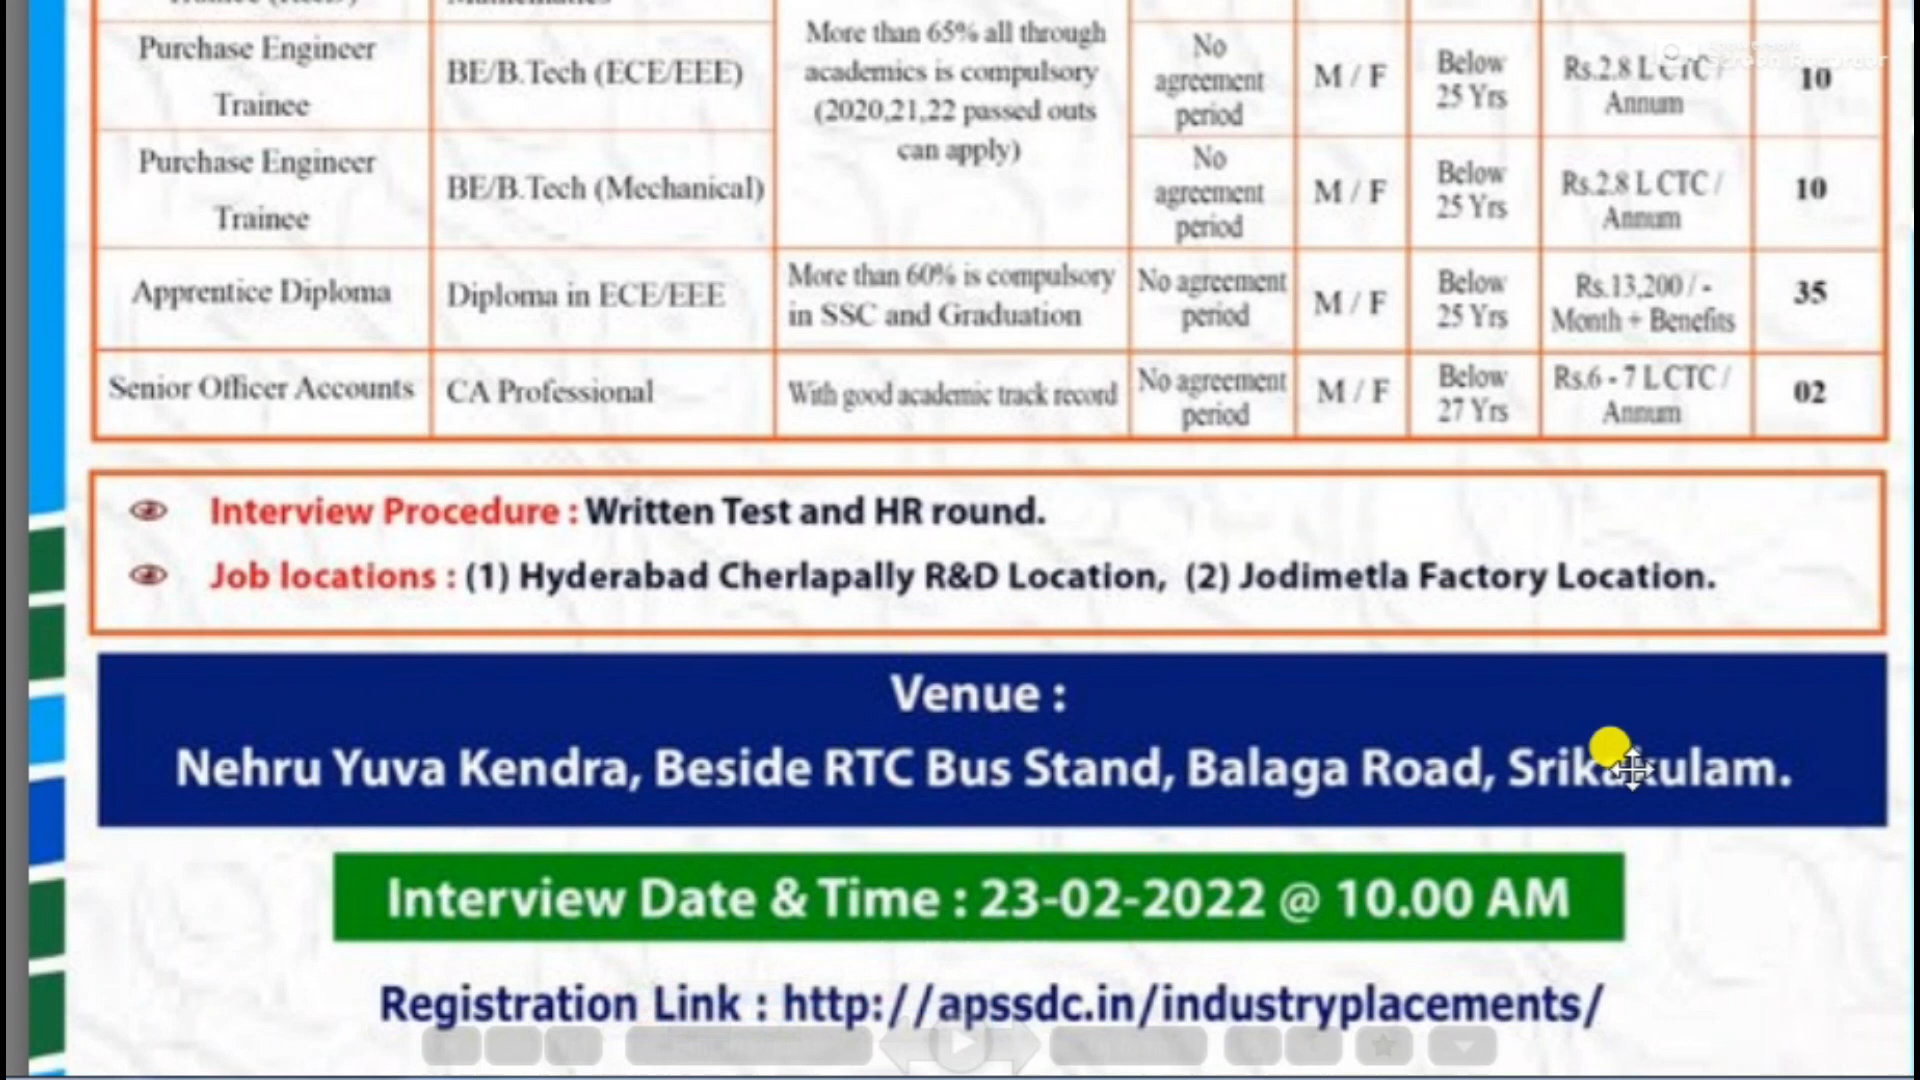 Mathematics
Purchase Engineer
Trainee
BE/B.Tech (ECE/EEE)
More than 65% all through
academics is compulsory
(2020,21,22 passed outs
can apply)
No
agreement
period
M / F
Below
25 Yrs
Rs.2.8 L CTC /
Annum
10
Purchase Engineer
Trainee
BE/B.Tech (Mechanical)
No
agreement
period
M / F
Below
25 Yrs
Rs.2.8 L CTC /
Annum
10
Apprentice Diploma
Diploma in ECE/EEE
More than 60% is compulsory
in SSC and Graduation
No agreement
period
M / F
Below
25 Yrs
Rs.13,200 / -
Month + Benefits
35
Senior Officer Accounts
CA Professional
With good academic track record
No agreement
period
M / F
Below
27 Yrs
Rs.6 - 7 L CTC /
Annum
02
Interview Procedure : Written Test and HR round.
Job locations : (1) Hyderabad Cherlapally R&D Location, (2) Jodimetla Factory Location.
Venue :
Nehru Yuva Kendra, Beside RTC Bus Stand, Balaga Road, Srikakulam.
Interview Date & Time : 23-02-2022 @ 10.00 AM
Registration Link : http://apssdc.in/industryplacements/